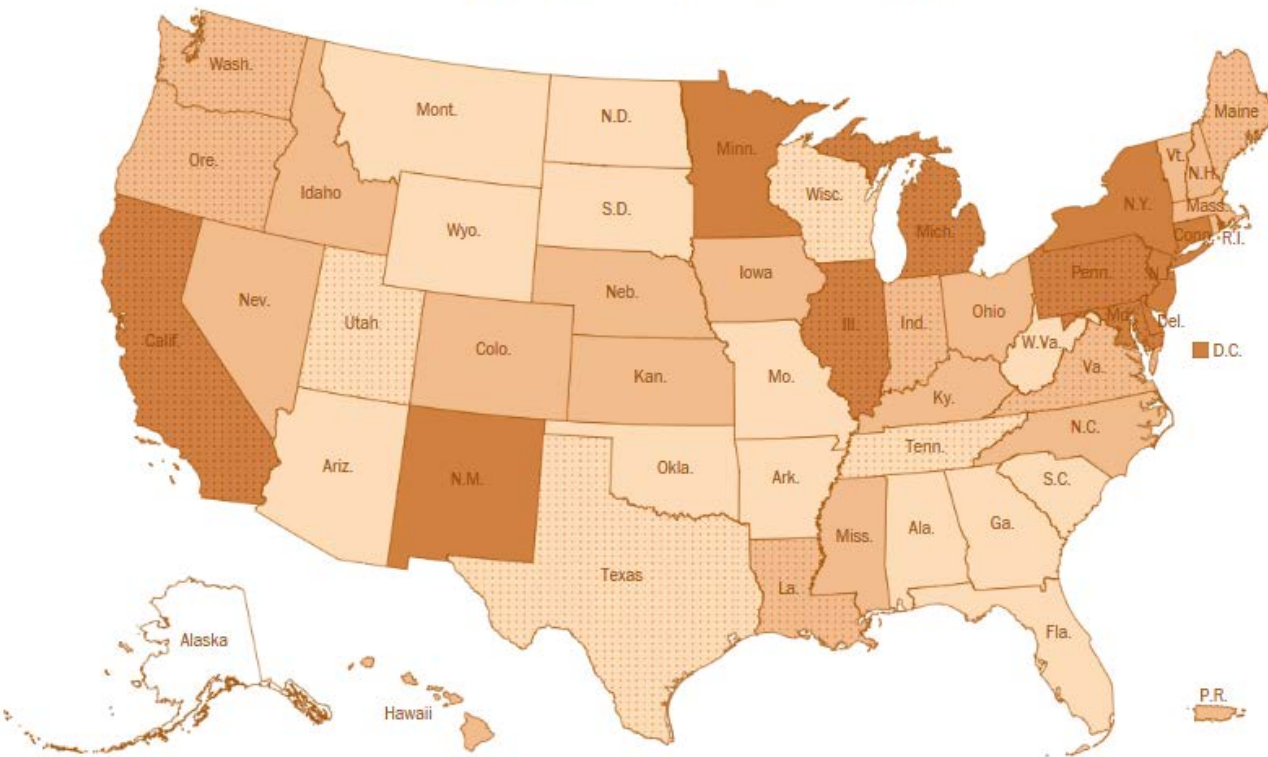 Wash.
Mont.
N.D.
Minn.
Maine
Ore.
Idaho
Wisc.
Vt.
N.H.
S.D.
N.Y.
Mass.
Wyo.
Mich.
Conn.
R.I.
Iowa
Penn.
Neb.
Nev.
Utah
Ill.
Ind.
Ohio
Md.
Del.
Calif.
Colo.
W.Va.
D.C.
Kan.
Mo.
Va.
Ky.
N.C.
Tenn.
Ariz.
N.M.
Okla.
Ark.
S.C.
Miss.
Ala.
Ga.
Texas
La.
Fla.
Alaska
Hawaii
P.R.